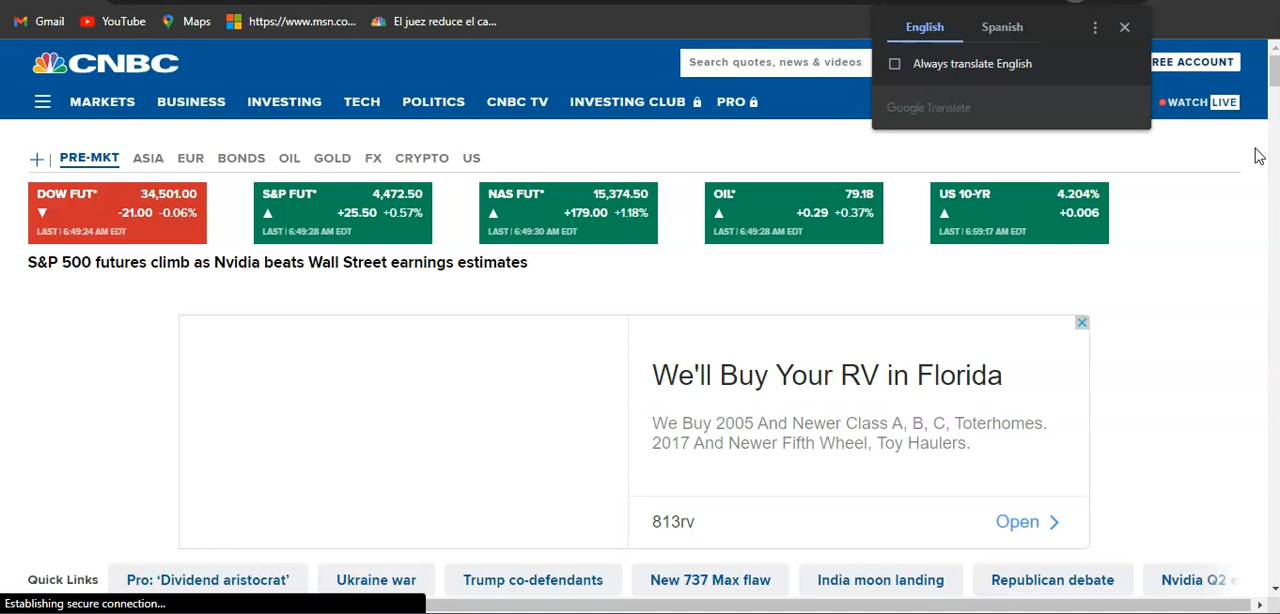 Gmail YouTube Maps https://www.msn.co... El juez reduce el ca...
English Spanish
Always translate English
Google Translate
CNBC
Search quotes, news & videos
REE ACCOUNT
MARKETS BUSINESS INVESTING TECH POLITICS CNBC TV INVESTING CLUB PRO
WATCH LIVE
+ | PRE-MKT ASIA EUR BONDS OIL GOLD FX CRYPTO US
DOW FUT* 34,501.00
▼ -21.00 -0.06%
LAST | 6:49:24 AM EDT
S&P FUT* 4,472.50
▲ +25.50 +0.57%
LAST | 6:49:28 AM EDT
NAS FUT* 15,374.50
▲ +179.00 +1.18%
LAST | 6:49:30 AM EDT
OIL* 79.18
▲ +0.29 +0.37%
LAST | 6:49:28 AM EDT
US 10-YR 4.204%
▲ +0.006
LAST | 6:59:17 AM EDT
S&P 500 futures climb as Nvidia beats Wall Street earnings estimates
We'll Buy Your RV in Florida
We Buy 2005 And Newer Class A, B, C, Toterhomes.
2017 And Newer Fifth Wheel, Toy Haulers.
813rv Open
Quick Links Pro: ‘Dividend aristocrat’ Ukraine war Trump co-defendants New 737 Max flaw India moon landing Republican debate Nvidia Q2
Establishing secure connection...